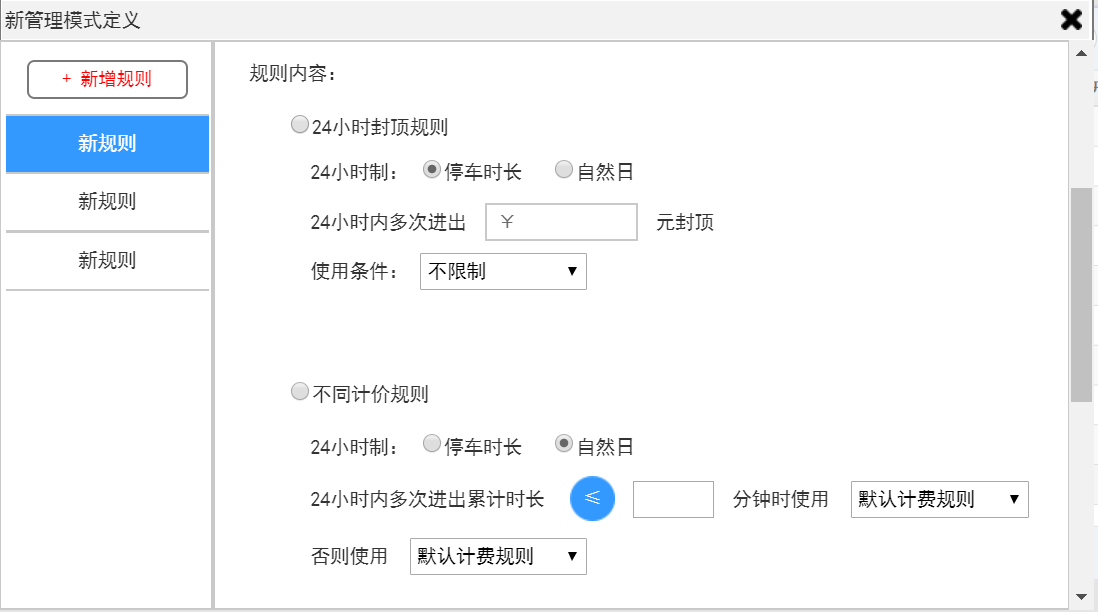 新管理模式定义
+ 新增规则
新规则
新规则
新规则
规则内容：
24小时封顶规则
24小时制： 停车时长 自然日
24小时内多次进出 ￥ 元封顶
使用条件： 不限制
不同计价规则
24小时制： 停车时长 自然日
24小时内多次进出累计时长 ≤ 分钟时使用 默认计费规则
否则使用 默认计费规则